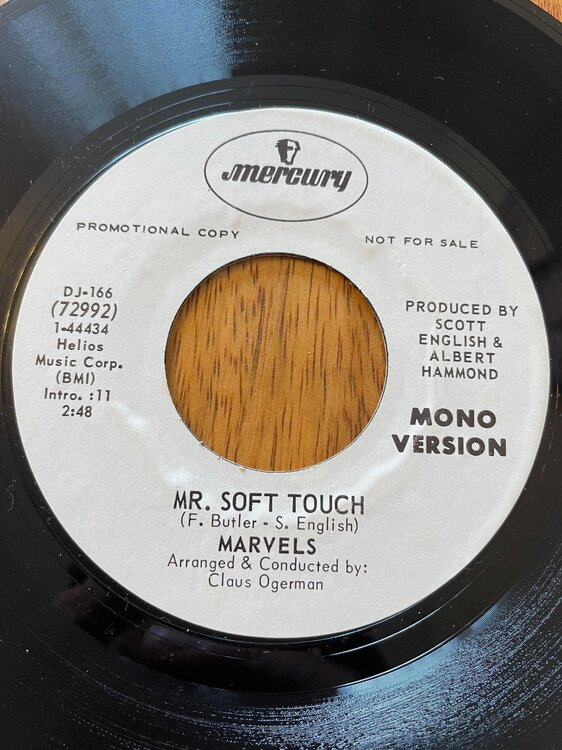 mercury
PROMOTIONAL COPY
NOT FOR SALE
DJ-166
(72992)
1-44434
Helios
Music Corp.
(BMI)
Intro. :11
2:48
PRODUCED BY
SCOTT
ENGLISH &
ALBERT
HAMMOND
MONO
VERSION
MR. SOFT TOUCH
(F. Butler - S. English)
MARVELS
Arranged & Conducted by:
Claus Ogerman